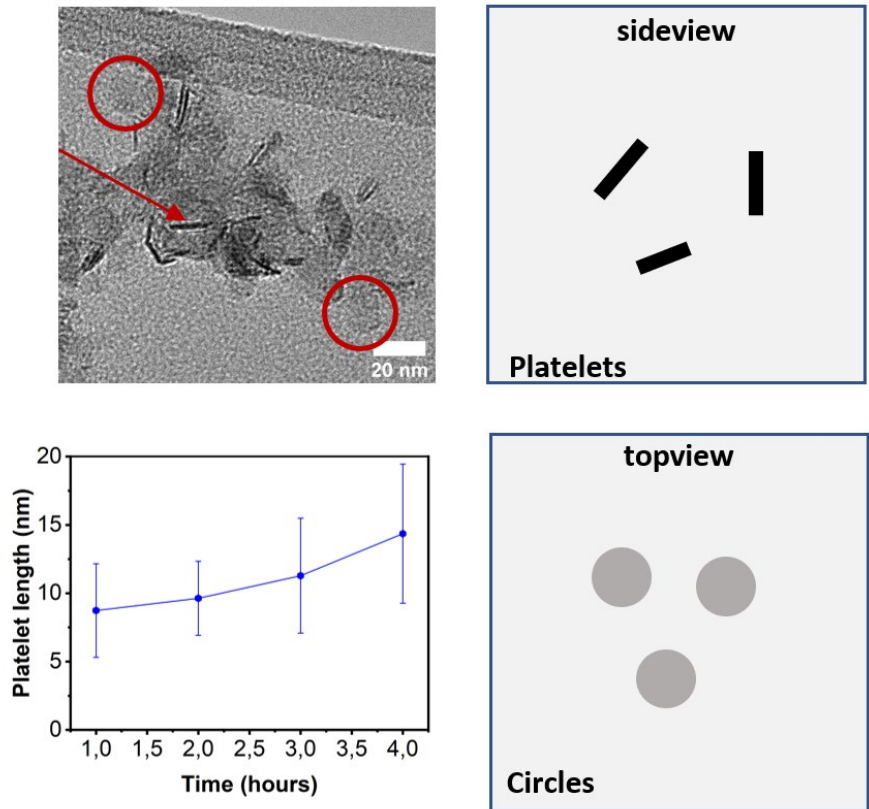 20 nm
sideview
Platelets
20
15
10
5
0
Platelet length (nm)
1,0 1,5 2,0 2,5 3,0 3,5 4,0
Time (hours)
topview
Circles